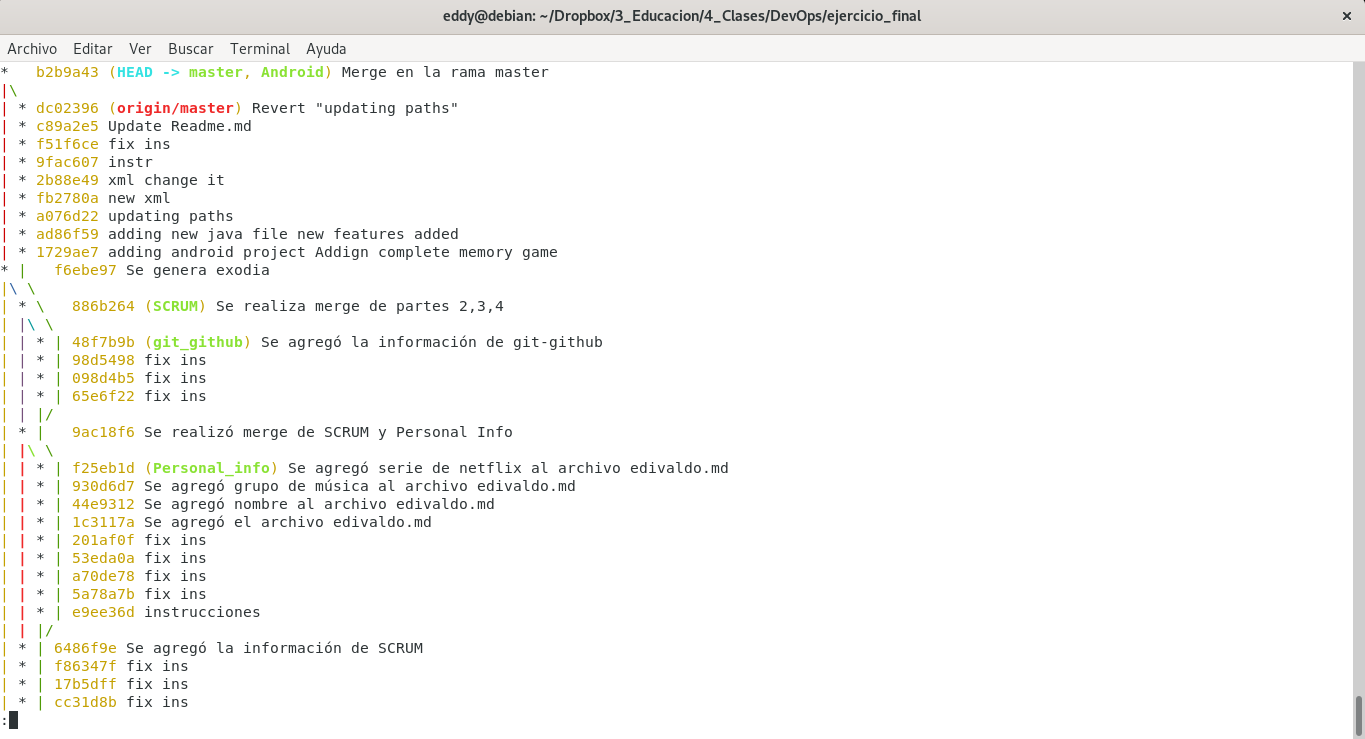 eddy@debian: ~/Dropbox/3_Educacion/4_Clases/DevOps/ejercicio_final ×
Archivo Editar Ver Buscar Terminal Ayuda
*   b2b9a43 (HEAD -> master, Android) Merge en la rama master
|\
| * dc02396 (origin/master) Revert "updating paths"
| * c89a2e5 Update Readme.md
| * f51f6ce fix ins
| * 9fac607 instr
| * 2b88e49 xml change it
| * fb2780a new xml
| * a076d22 updating paths
| * ad86f59 adding new java file new features added
| * 1729ae7 adding android project Addign complete memory game
* |   f6ebe97 Se genera exodia
|\ \
| * \   886b264 (SCRUM) Se realiza merge de partes 2,3,4
| |\ \
| | * | 48f7b9b (git_github) Se agregó la información de git-github
| | * | 98d5498 fix ins
| | * | 098d4b5 fix ins
| | * | 65e6f22 fix ins
| | |/
| * |   9ac18f6 Se realizó merge de SCRUM y Personal Info
| |\ \
| | * | f25eb1d (Personal_info) Se agregó serie de netflix al archivo edivaldo.md
| | * | 930d6d7 Se agregó grupo de música al archivo edivaldo.md
| | * | 44e9312 Se agregó nombre al archivo edivaldo.md
| | * | 1c3117a Se agregó el archivo edivaldo.md
| | * | 201af0f fix ins
| | * | 53eda0a fix ins
| | * | a70de78 fix ins
| | * | 5a78a7b fix ins
| | * | e9ee36d instrucciones
| | |/
| * | 6486f9e Se agregó la información de SCRUM
| * | f86347f fix ins
| * | 17b5dff fix ins
| * | cc31d8b fix ins
: